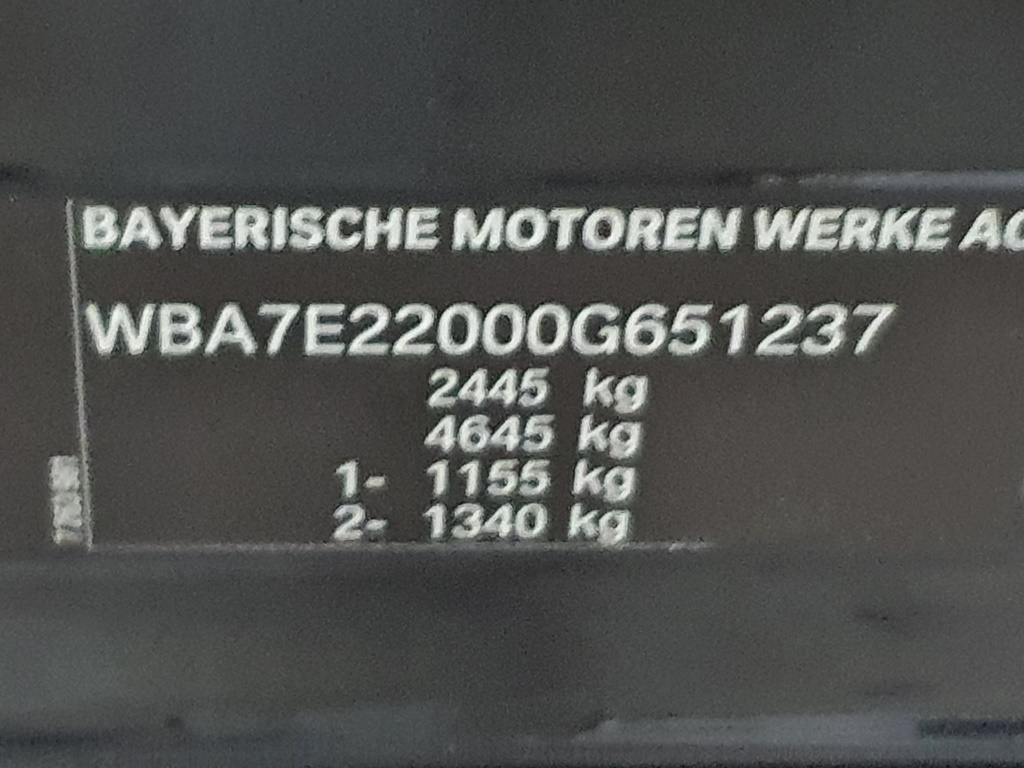 BAYERISCHE MOTOREN WERKE AG
WBA7E22000G651237
2445 kg
4645 kg
1- 1155 kg
2- 1340 kg